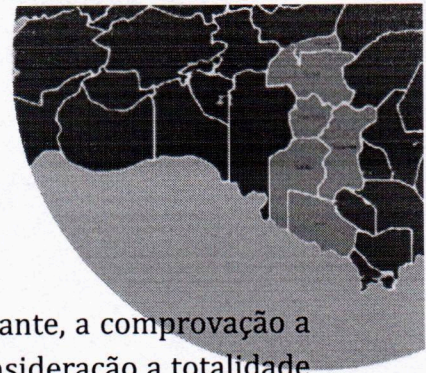 ante, a comprovação a
nsideração a totalidade